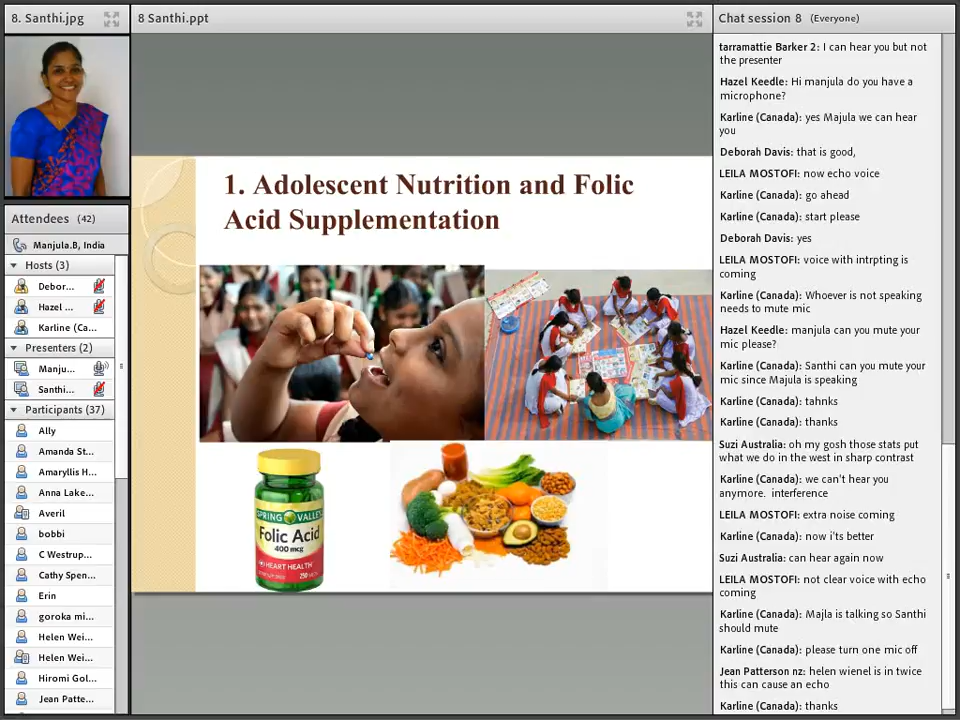 8. Santhi.jpg
8 Santhi.ppt
Chat session 8 (Everyone)
Attendees (42)
Manjula.B, India
Hosts (3)
Debor...
Hazel ...
Karline (Ca...
Presenters (2)
Manju...
Santhi...
Participants (37)
Ally
Amanda St...
Amaryllis H...
Anna Lake...
Averil
bobbi
C Westrup...
Cathy Spen...
Erin
goroka mi...
Helen Wei...
Helen Wei...
Hiromi Gol...
Jean Patte...
1. Adolescent Nutrition and Folic
Acid Supplementation
SPRING VALLEY
Folic Acid
400 mcg
HEART HEALTH
250
tarramattie Barker 2: I can hear you but not
the presenter
Hazel Keedle: Hi manjula do you have a
microphone?
Karline (Canada): yes Majula we can hear
you
Deborah Davis: that is good,
LEILA MOSTOFI: now echo voice
Karline (Canada): go ahead
Karline (Canada): start please
Deborah Davis: yes
LEILA MOSTOFI: voice with intrpting is
coming
Karline (Canada): Whoever is not speaking
needs to mute mic
Hazel Keedle: manjula can you mute your
mic please?
Karline (Canada): Santhi can you mute your
mic since Majula is speaking
Karline (Canada): tahnks
Karline (Canada): thanks
Suzi Australia: oh my gosh those stats put
what we do in the west in sharp contrast
Karline (Canada): we can't hear you
anymore. interference
LEILA MOSTOFI: extra noise coming
Karline (Canada): now i'ts better
Suzi Australia: can hear again now
LEILA MOSTOFI: not clear voice with echo
coming
Karline (Canada): Majla is talking so Santhi
should mute
Karline (Canada): please turn one mic off
Jean Patterson nz: helen wienel is in twice
this can cause an echo
Karline (Canada): thanks